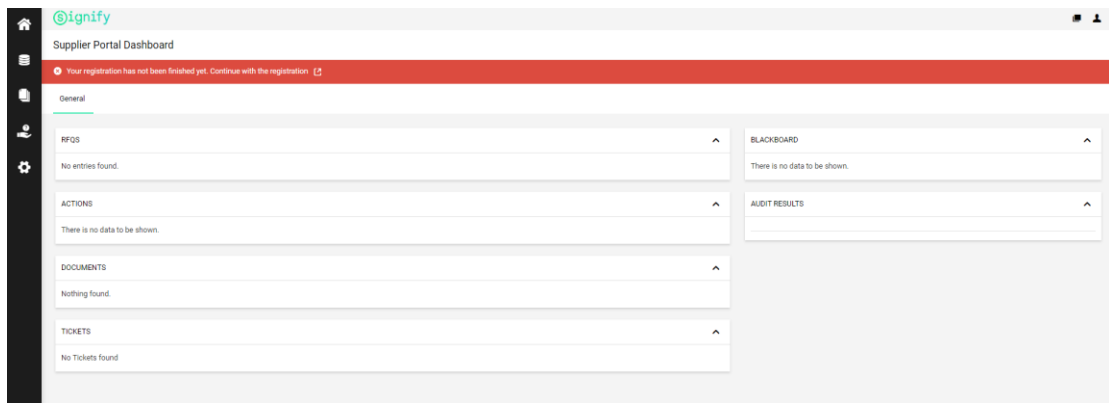 Signify
Supplier Portal Dashboard
Your registration has not been finished yet. Continue with the registration
General
RFQS
No entries found.
ACTIONS
There is no data to be shown.
DOCUMENTS
Nothing found.
TICKETS
No Tickets found
BLACKBOARD
There is no data to be shown.
AUDIT RESULTS